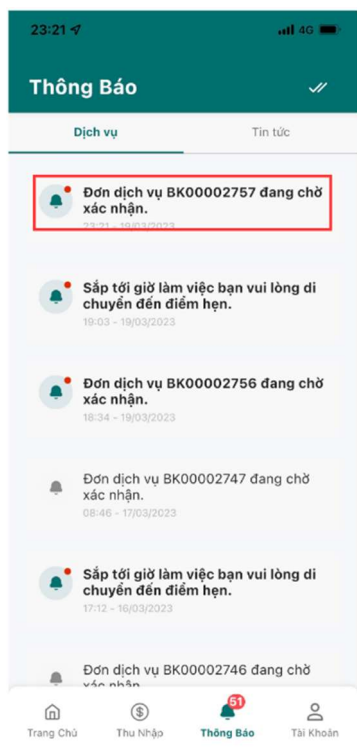 23:21
4G
Thông Báo
Dịch vụ
Tin tức
Đơn dịch vụ BK00002757 đang chờ
xác nhận.
23:21 - 19/03/2023
Sắp tới giờ làm việc bạn vui lòng di
chuyển đến điểm hẹn.
19:03 - 19/03/2023
Đơn dịch vụ BK00002756 đang chờ
xác nhận.
18:34 - 19/03/2023
Đơn dịch vụ BK00002747 đang chờ
xác nhận.
08:46 - 17/03/2023
Sắp tới giờ làm việc bạn vui lòng di
chuyển đến điểm hẹn.
17:12 - 16/03/2023
Đơn dịch vụ BK00002746 đang chờ
xác nhận
51
Trang Chủ
Thu Nhập
Thông Báo
Tài Khoản